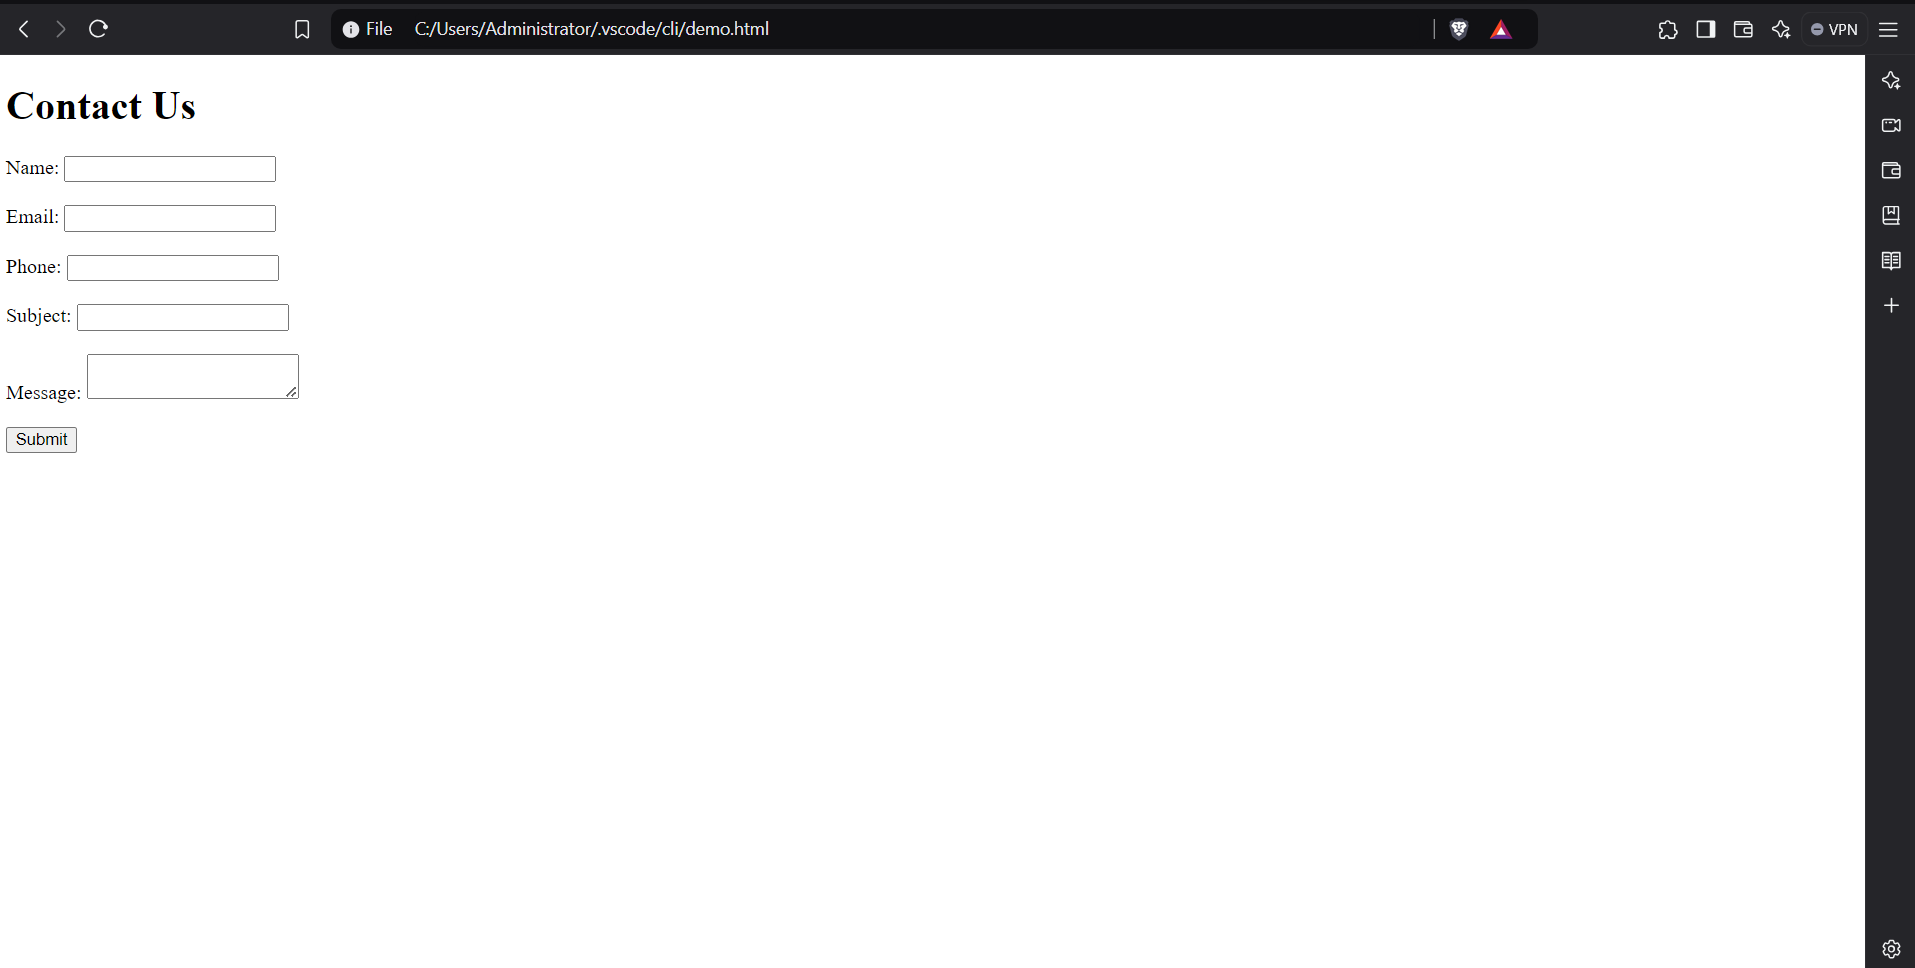 File C:/Users/Administrator/.vscode/cli/demo.html VPN
Contact Us
Name:
Email:
Phone:
Subject:
Message:
Submit